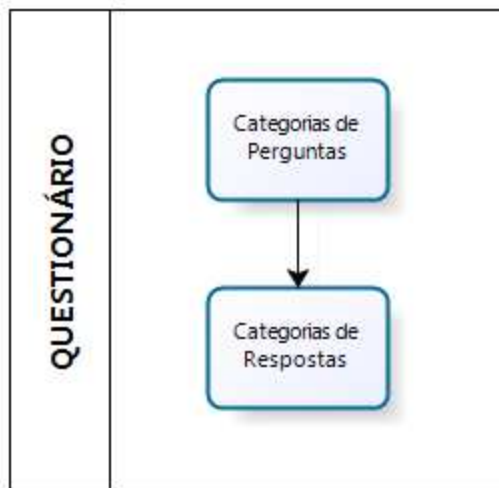 QUESTIONÁRIO
Categorias de
Perguntas
Categorias de
Respostas